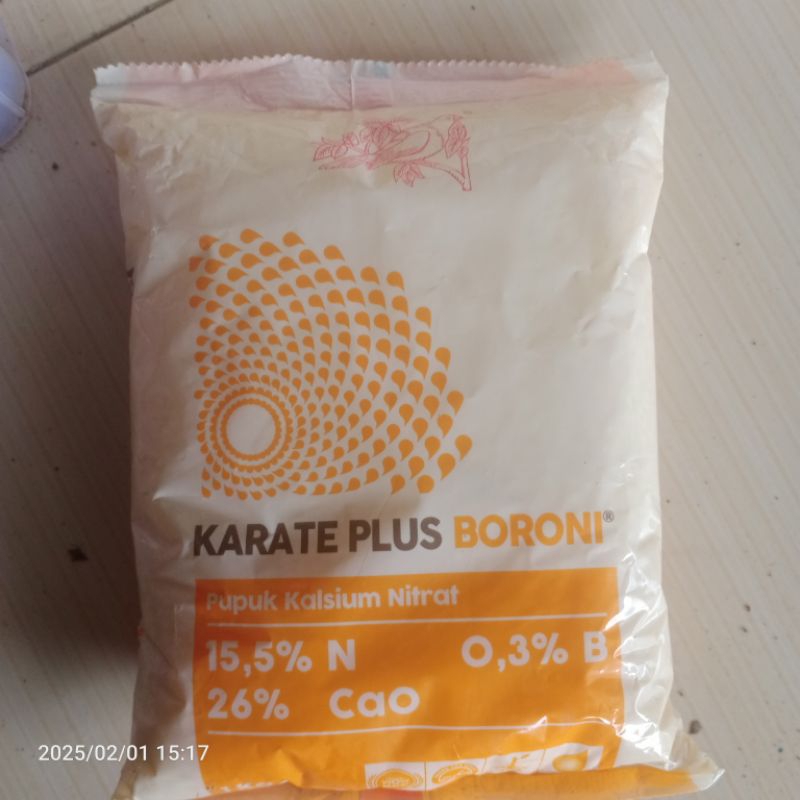 KARATE PLUS BORONI®
Pupuk Kalsium Nitrat
15,5% N 0,3% B
26% CaO
2025/02/01 15:17